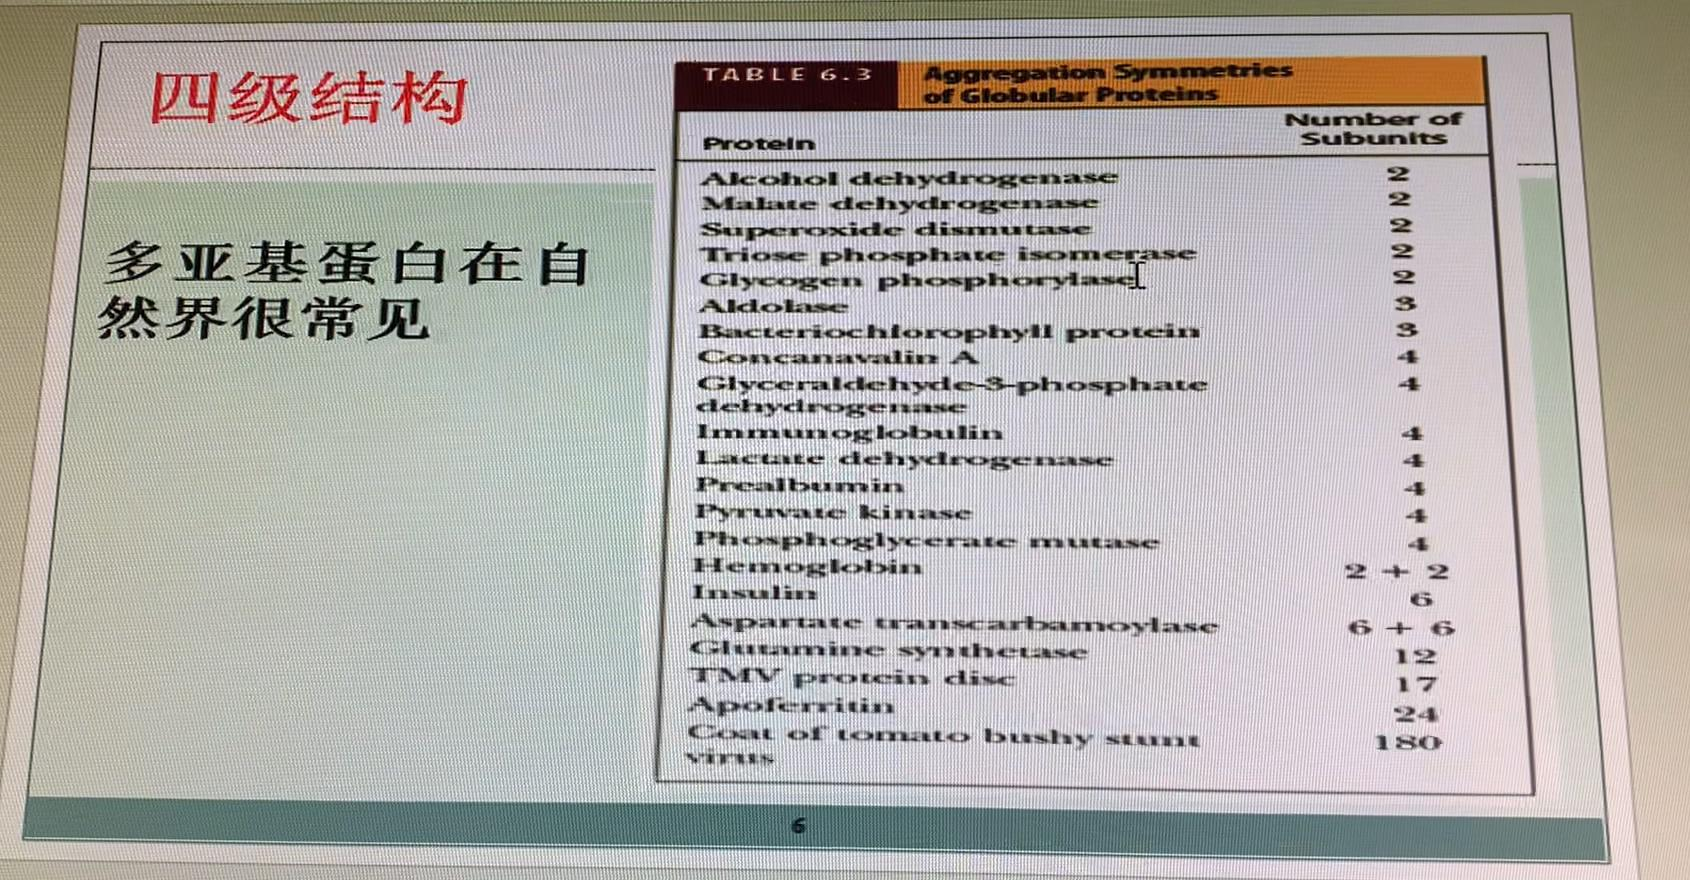 四级结构
多亚基蛋白在自
然界很常见
TABLE 6.3 Aggregation Symmetries
of Globular Proteins
Protein Number of
Subunits
Alcohol dehydrogenase 2
Malate dehydrogenase 2
Superoxide dismutase 2
Triose phosphate isomerase 2
Glycogen phosphorylase 2
Aldolase 3
Bacteriochlorophyll protein 3
Concanavalin A 4
Glyceraldehyde-3-phosphate 4
dehydrogenase
Immunoglobulin 4
Lactate dehydrogenase 4
Prealbumin 4
Pyruvate kinase 4
Phosphoglycerate mutase 4
Hemoglobin 2 + 2
Insulin 6
Aspartate transcarbamoylase 6 + 6
Glutamine synthetase 12
TMV protein disc 17
Apoferritin 24
Coat of tomato bushy stunt 180
virus
6